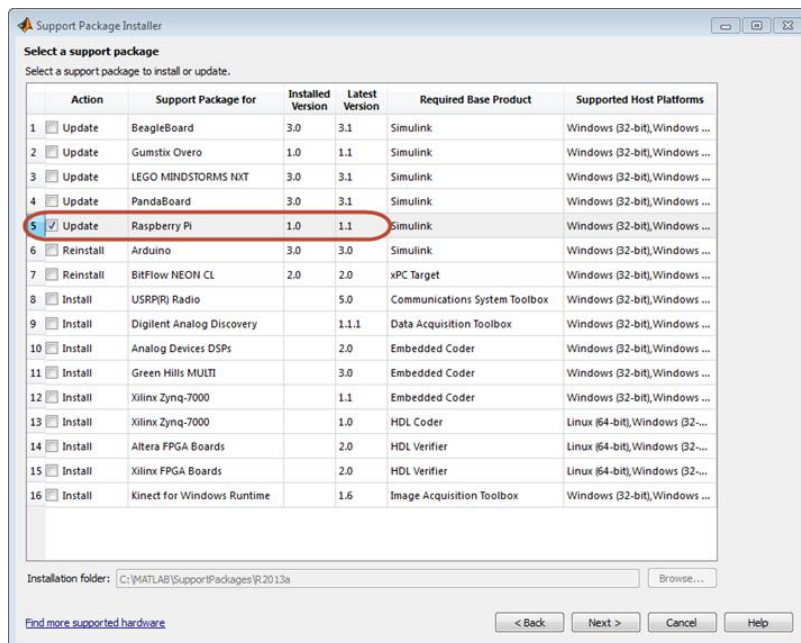 Support Package Installer
Select a support package
Select a support package to install or update.
Action Support Package for Installed Version Latest Version Required Base Product Supported Host Platforms
1 Update BeagleBoard 3.0 3.1 Simulink Windows (32-bit),Windows ...
2 Update Gumstix Overo 1.0 1.1 Simulink Windows (32-bit),Windows ...
3 Update LEGO MINDSTORMS NXT 3.0 3.1 Simulink Windows (32-bit),Windows ...
4 Update PandaBoard 3.0 3.1 Simulink Windows (32-bit),Windows ...
5 Update Raspberry Pi 1.0 1.1 Simulink Windows (32-bit),Windows ...
6 Reinstall Arduino 3.0 3.0 Simulink Windows (32-bit),Windows ...
7 Reinstall BitFlow NEON CL 2.0 2.0 xPC Target Windows (32-bit),Windows ...
8 Install USRP(R) Radio 5.0 Communications System Toolbox Windows (32-bit),Windows ...
9 Install Digilent Analog Discovery 1.1.1 Data Acquisition Toolbox Windows (32-bit),Windows ...
10 Install Analog Devices DSPs 2.0 Embedded Coder Windows (32-bit),Windows ...
11 Install Green Hills MULTI 3.0 Embedded Coder Windows (32-bit),Windows ...
12 Install Xilinx Zynq-7000 1.1 Embedded Coder Windows (32-bit),Windows ...
13 Install Xilinx Zynq-7000 1.0 HDL Coder Linux (64-bit),Windows (32-...
14 Install Altera FPGA Boards 2.0 HDL Verifier Linux (64-bit),Windows (32-...
15 Install Xilinx FPGA Boards 2.0 HDL Verifier Linux (64-bit),Windows (32-...
16 Install Kinect for Windows Runtime 1.6 Image Acquisition Toolbox Windows (32-bit),Windows ...
Installation folder: C:\MATLAB\SupportPackages\R2013a Browse...
Find more supported hardware < Back Next > Cancel Help